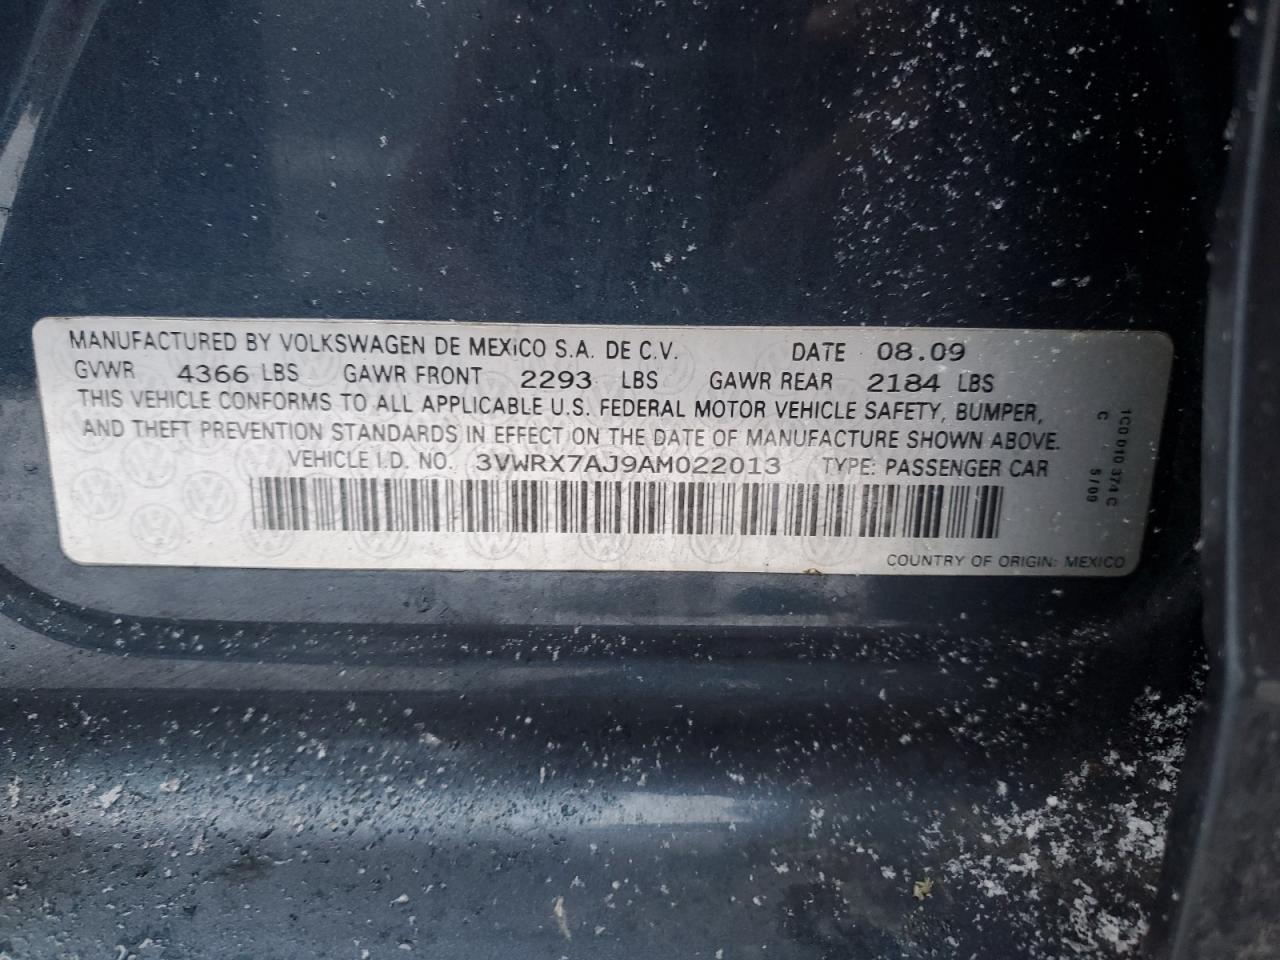 MANUFACTURED BY VOLKSWAGEN DE MEXiCO S.A. DE C.V. DATE 08.09
GVWR 4366 LBS GAWR FRONT 2293 LBS GAWR REAR 2184 LBS
THIS VEHICLE CONFORMS TO ALL APPLICABLE U.S. FEDERAL MOTOR VEHICLE SAFETY, BUMPER,
AND THEFT PREVENTION STANDARDS IN EFFECT ON THE DATE OF MANUFACTURE SHOWN ABOVE.
VEHICLE I.D. NO. 3VWRX7AJ9AM022013 TYPE: PASSENGER CAR
COUNTRY OF ORIGIN: MEXICO
1C0 010 374 C
C 5/09